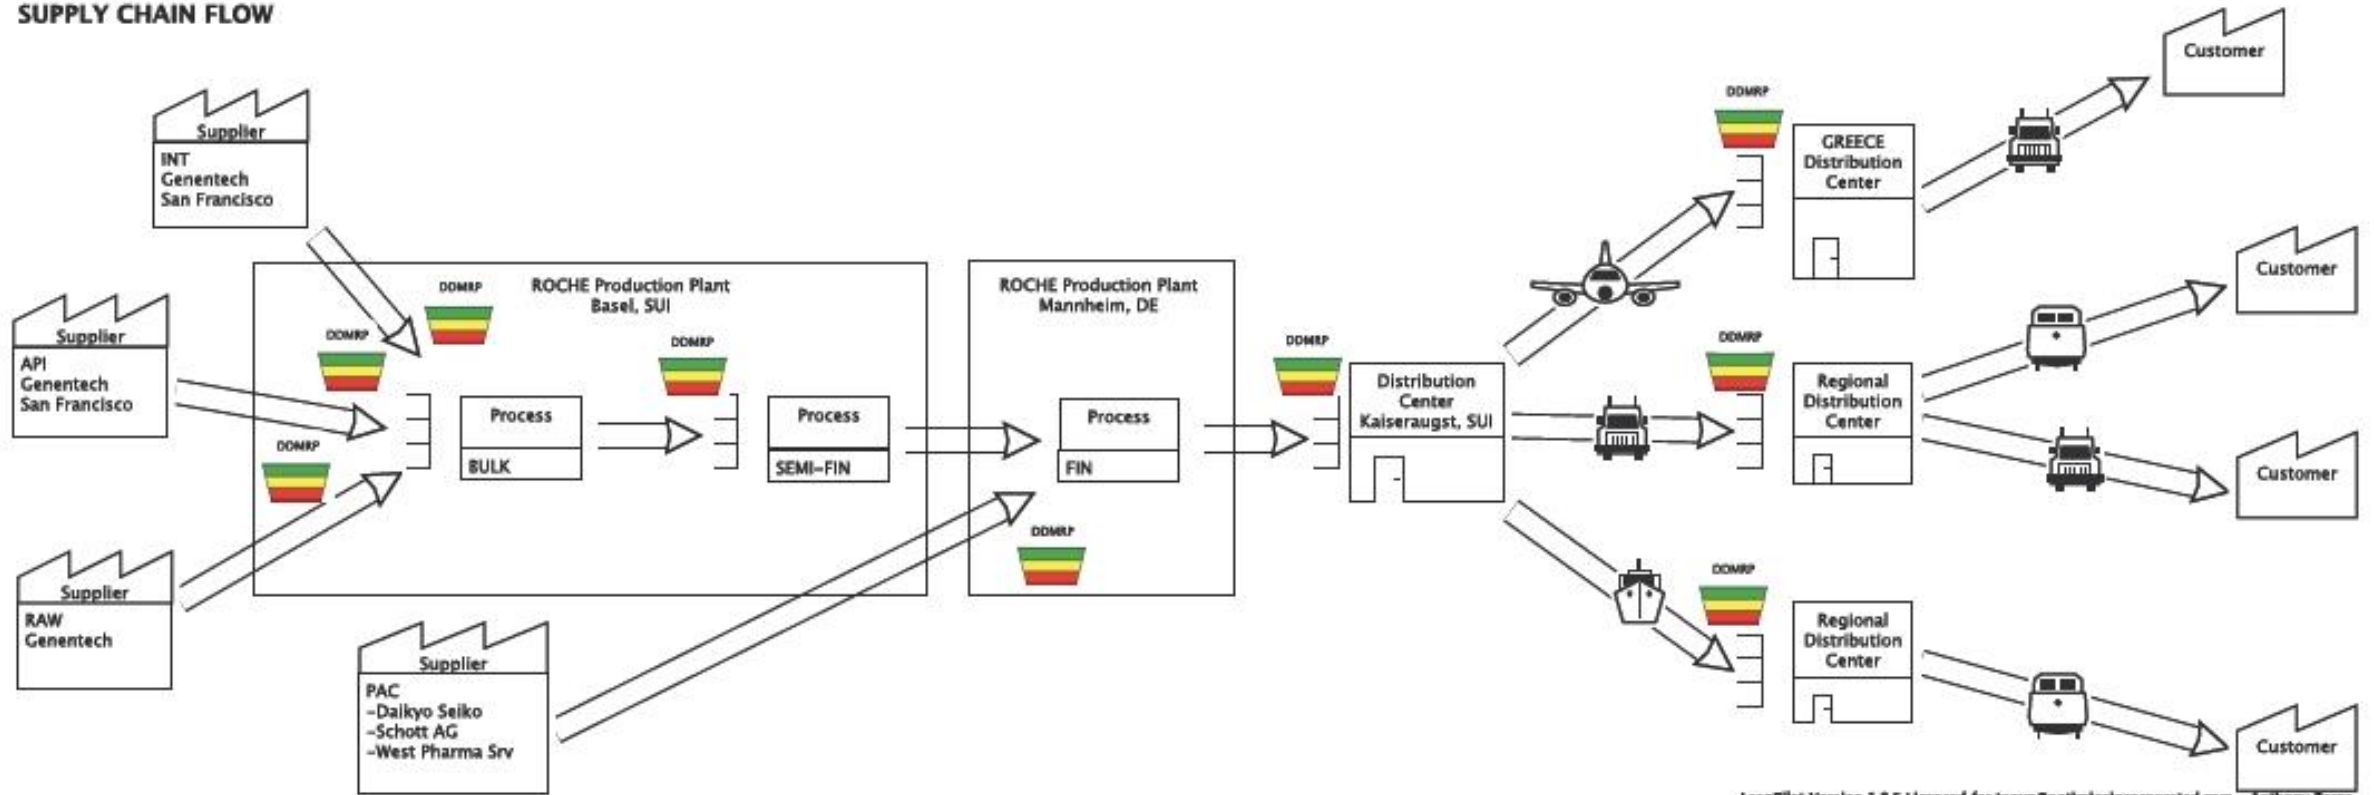 SUPPLY CHAIN FLOW
Supplier
INT
Genentech
San Francisco
Supplier
API
Genentech
San Francisco
Supplier
RAW
Genentech
Supplier
PAC
-Daikyo Seiko
-Schott AG
-West Pharma Srv
ROCHE Production Plant
Basel, SUI
DDMRP
DDMRP
DDMRP
DDMRP
Process
BULK
Process
SEMI-FIN
ROCHE Production Plant
Mannheim, DE
Process
FIN
DDMRP
DDMRP
Distribution
Center
Kaiseraugst, SUI
DDMRP
GREECE
Distribution
Center
DDMRP
Regional
Distribution
Center
DDMRP
Regional
Distribution
Center
Customer
Customer
Customer
Customer